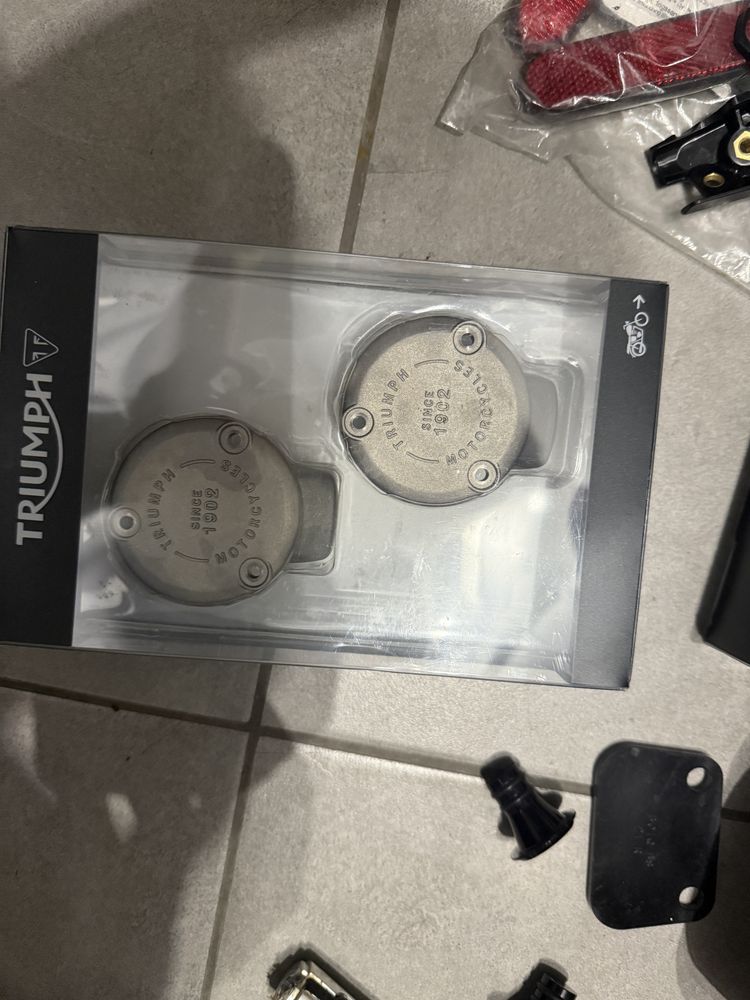 TRIUMPH
TRIUMPH
SINCE
1902
MOTORCYCLES
TRIUMPH
SINCE
1902
MOTORCYCLES